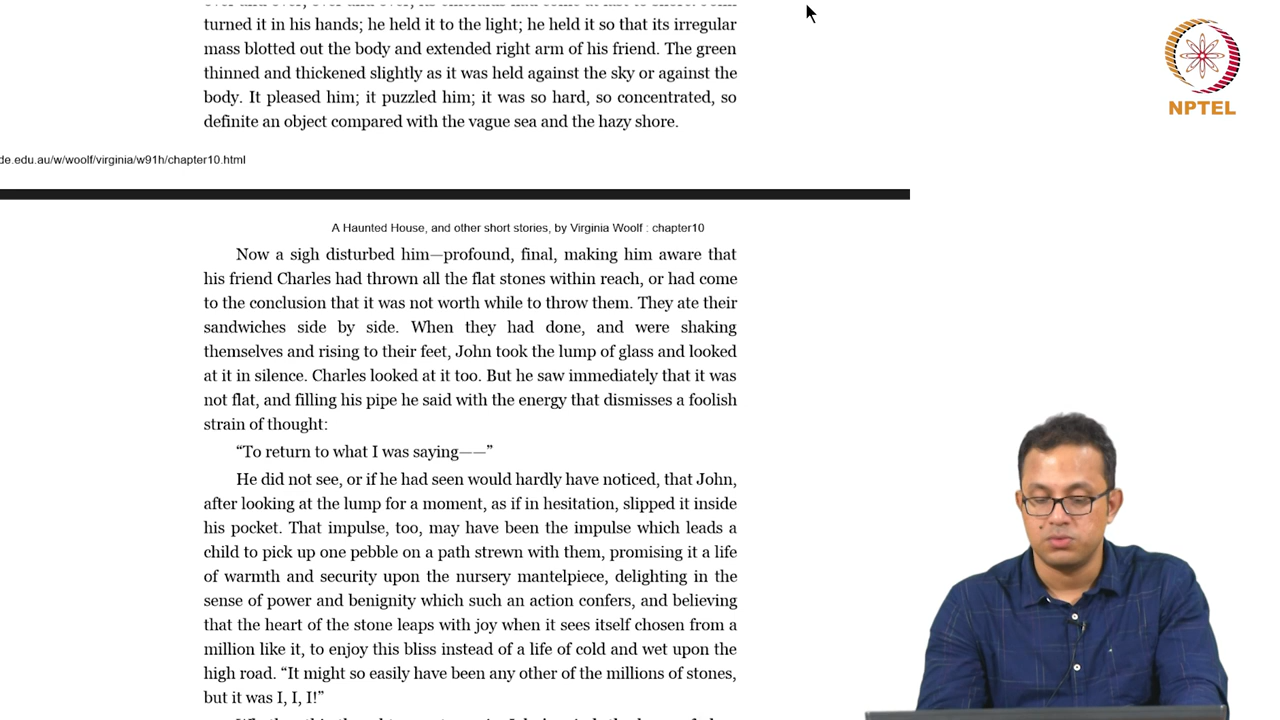 turned it in his hands; he held it to the light; he held it so that its irregular
mass blotted out the body and extended right arm of his friend. The green
thinned and thickened slightly as it was held against the sky or against the
body. It pleased him; it puzzled him; it was so hard, so concentrated, so
definite an object compared with the vague sea and the hazy shore.
NPTEL
de.edu.au/w/woolf/virginia/w91h/chapter10.html
A Haunted House, and other short stories, by Virginia Woolf : chapter10
Now a sigh disturbed him—profound, final, making him aware that
his friend Charles had thrown all the flat stones within reach, or had come
to the conclusion that it was not worth while to throw them. They ate their
sandwiches side by side. When they had done, and were shaking
themselves and rising to their feet, John took the lump of glass and looked
at it in silence. Charles looked at it too. But he saw immediately that it was
not flat, and filling his pipe he said with the energy that dismisses a foolish
strain of thought:
“To return to what I was saying——”
He did not see, or if he had seen would hardly have noticed, that John,
after looking at the lump for a moment, as if in hesitation, slipped it inside
his pocket. That impulse, too, may have been the impulse which leads a
child to pick up one pebble on a path strewn with them, promising it a life
of warmth and security upon the nursery mantelpiece, delighting in the
sense of power and benignity which such an action confers, and believing
that the heart of the stone leaps with joy when it sees itself chosen from a
million like it, to enjoy this bliss instead of a life of cold and wet upon the
high road. “It might so easily have been any other of the millions of stones,
but it was I, I, I!”